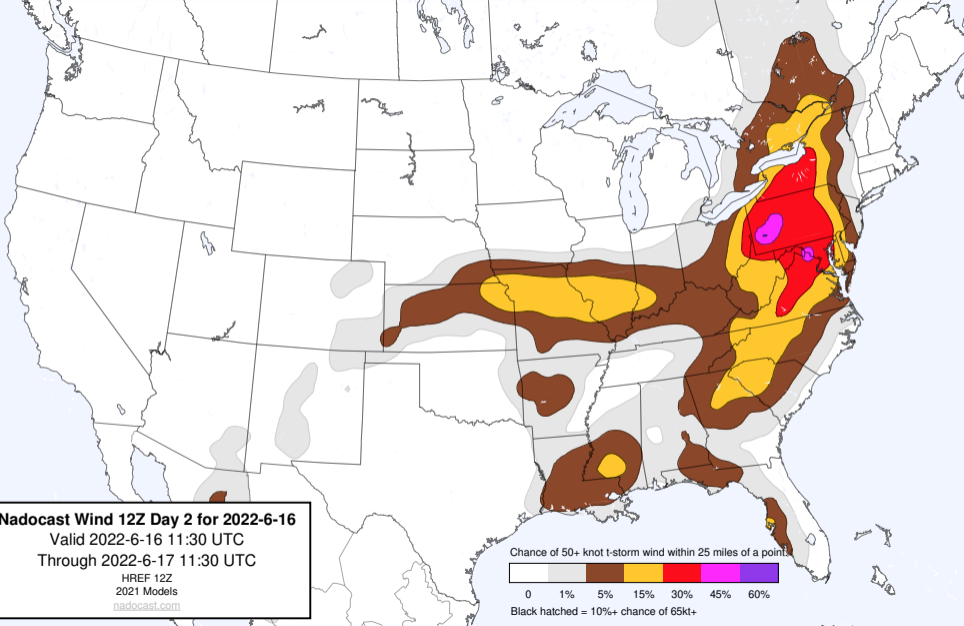 Nadocast Wind 12Z Day 2 for 2022-6-16
Valid 2022-6-16 11:30 UTC
Through 2022-6-17 11:30 UTC
HREF 12Z
2021 Models
nadocast.com
Chance of 50+ knot t-storm wind within 25 miles of a point.
0 1% 5% 15% 30% 45% 60%
Black hatched = 10%+ chance of 65kt+